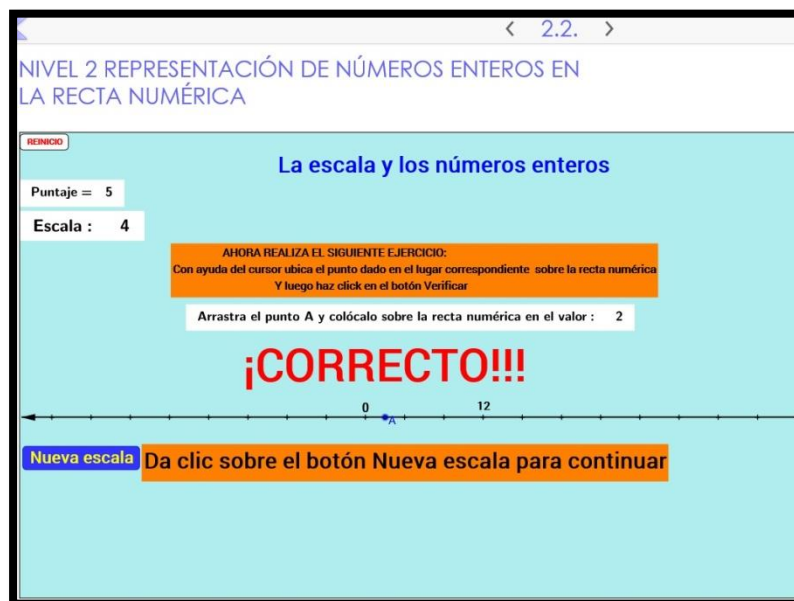 2.2.
NIVEL 2 REPRESENTACIÓN DE NÚMEROS ENTEROS EN
LA RECTA NUMÉRICA
REINICIO
La escala y los números enteros
Puntaje = 5
Escala : 4
AHORA REALIZA EL SIGUIENTE EJERCICIO:
Con ayuda del cursor ubica el punto dado en el lugar correspondiente sobre la recta numérica
Y luego haz click en el botón Verificar
Arrastra el punto A y colócalo sobre la recta numérica en el valor : 2
¡CORRECTO!!!
0 12
A
Nueva escala Da clic sobre el botón Nueva escala para continuar